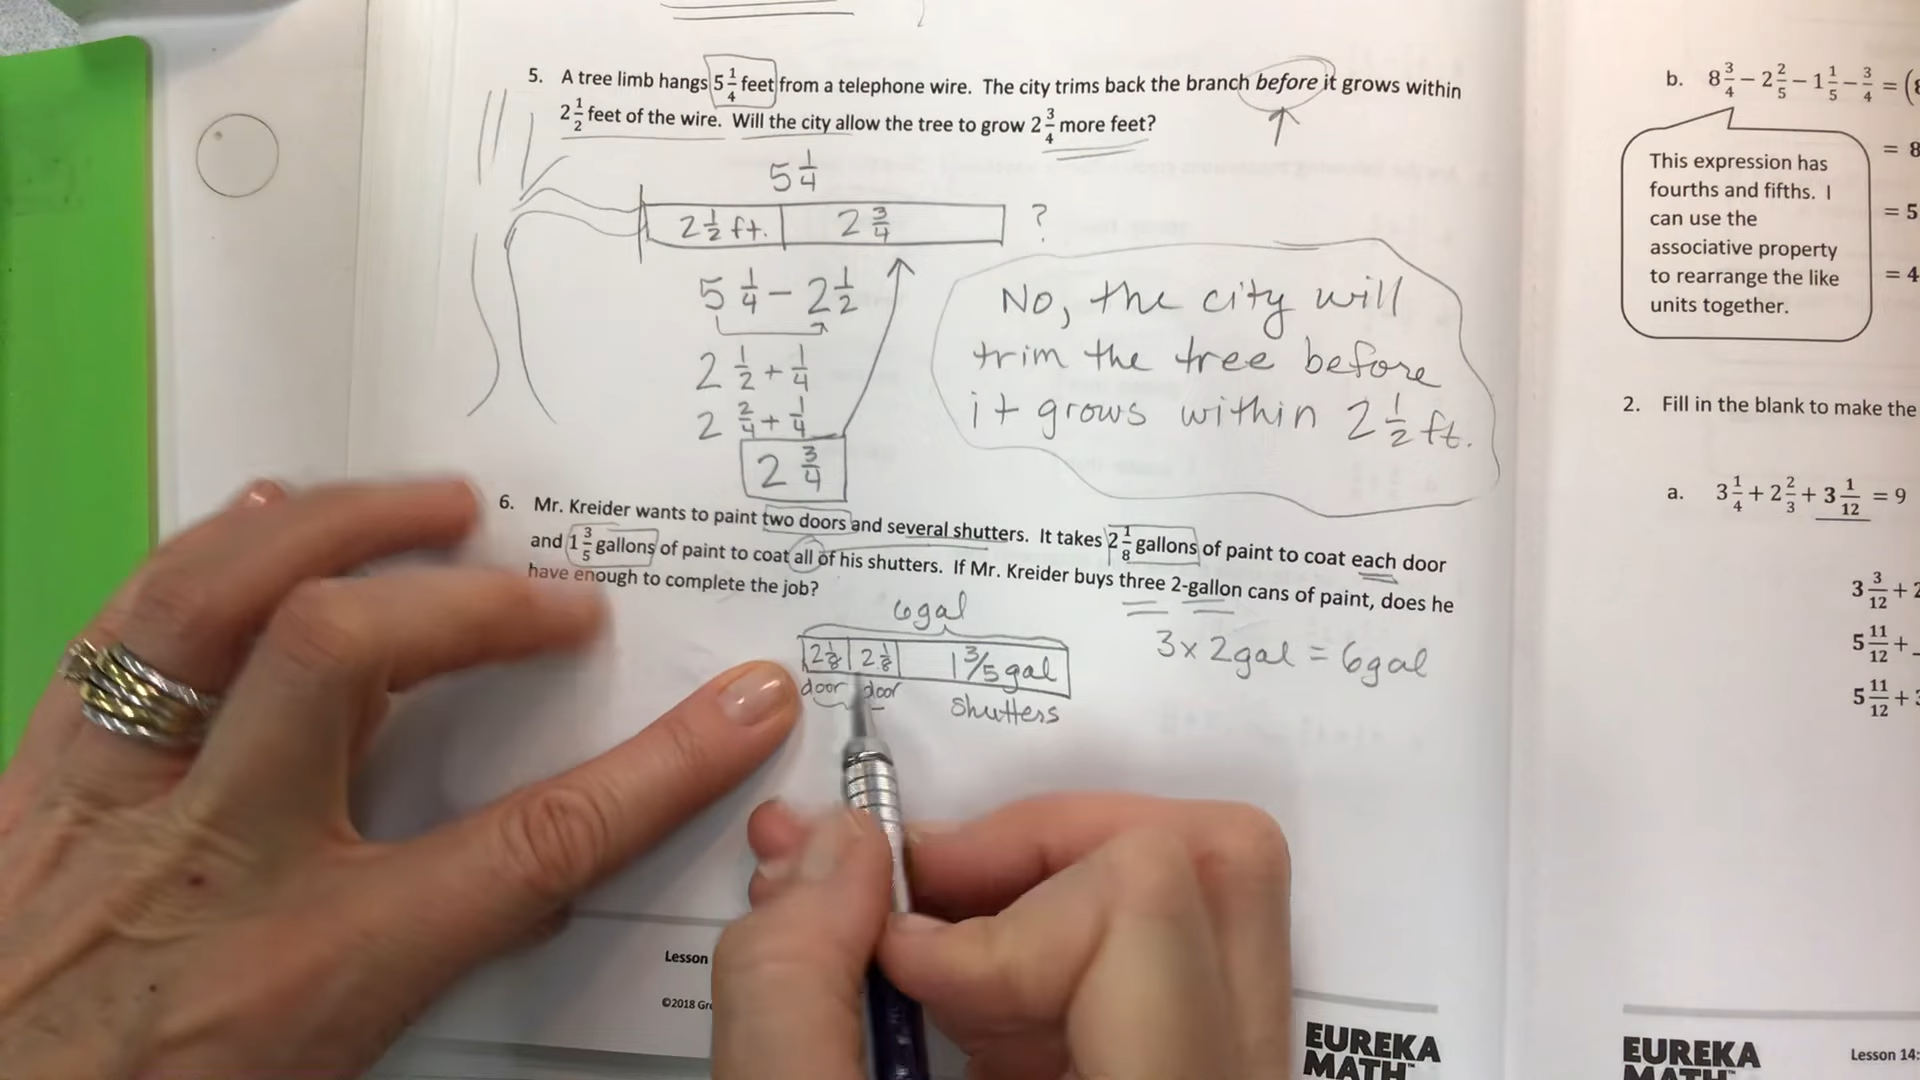 5. A tree limb hangs 5 1/4 feet from a telephone wire. The city trims back the branch before it grows within
2 1/2 feet of the wire. Will the city allow the tree to grow 2 3/4 more feet?
5 1/4
2 1/2 ft. 2 3/4 ?
5 1/4 - 2 1/2
2 1/2 + 1/4
2 2/4 + 1/4
2 3/4
No, the city will
trim the tree before
it grows within 2 1/2 ft.
6. Mr. Kreider wants to paint two doors and several shutters. It takes 2 1/8 gallons of paint to coat each door
and 1 3/5 gallons of paint to coat all of his shutters. If Mr. Kreider buys three 2-gallon cans of paint, does he
have enough to complete the job?
6gal
2 1/8 2 1/8 1 3/5 gal
door door shutters
3 x 2gal = 6gal
Lesson
©2018 Gr
EUREKA
MATH™
b. 8 3/4 − 2 2/5 − 1 1/5 − 3/4 = (8
= 8
= 5
= 4
This expression has
fourths and fifths. I
can use the
associative property
to rearrange the like
units together.
2. Fill in the blank to make the
a. 3 1/4 + 2 2/3 + 3 1/12 = 9
3 3/12 + 2
5 11/12 + _
5 11/12 + 3
EUREKA
MATH™
Lesson 14: